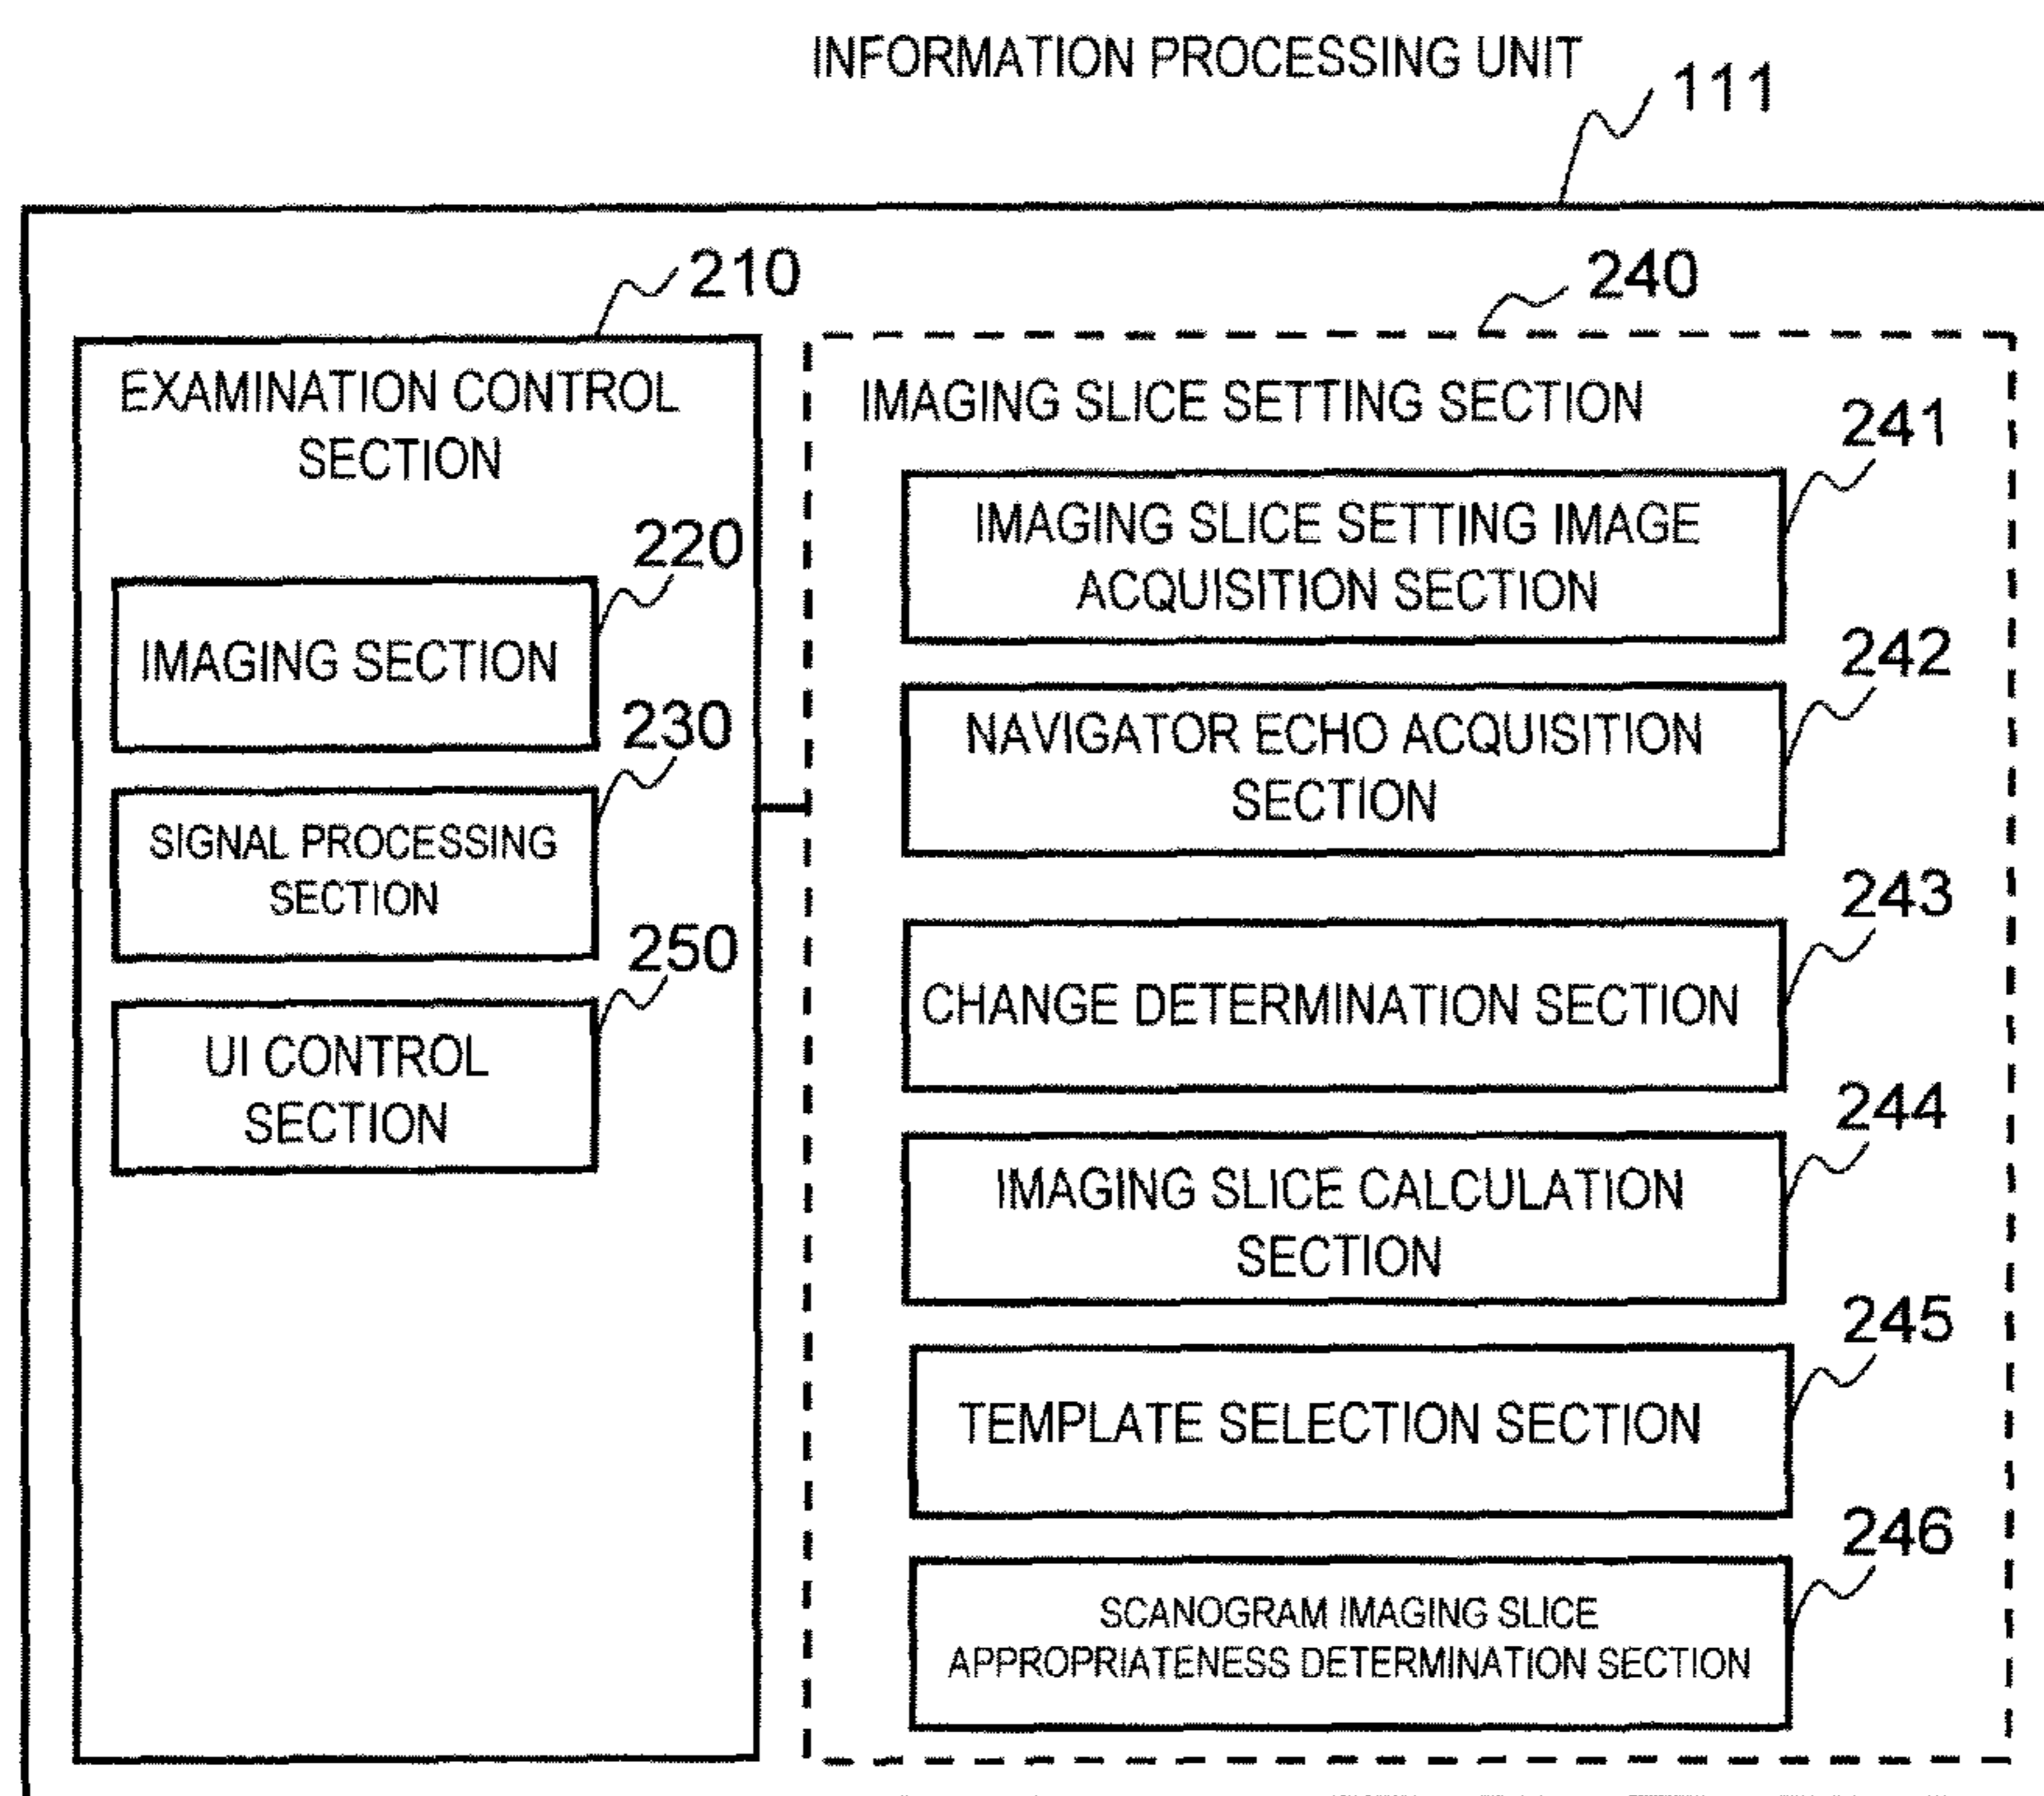 INFORMATION PROCESSING UNIT
111
210
EXAMINATION CONTROL
SECTION
220
IMAGING SECTION
230
SIGNAL PROCESSING
SECTION
250
UI CONTROL
SECTION
240
IMAGING SLICE SETTING SECTION
241
IMAGING SLICE SETTING IMAGE
ACQUISITION SECTION
242
NAVIGATOR ECHO ACQUISITION
SECTION
243
CHANGE DETERMINATION SECTION
244
IMAGING SLICE CALCULATION
SECTION
245
TEMPLATE SELECTION SECTION
246
SCANOGRAM IMAGING SLICE
APPROPRIATENESS DETERMINATION SECTION